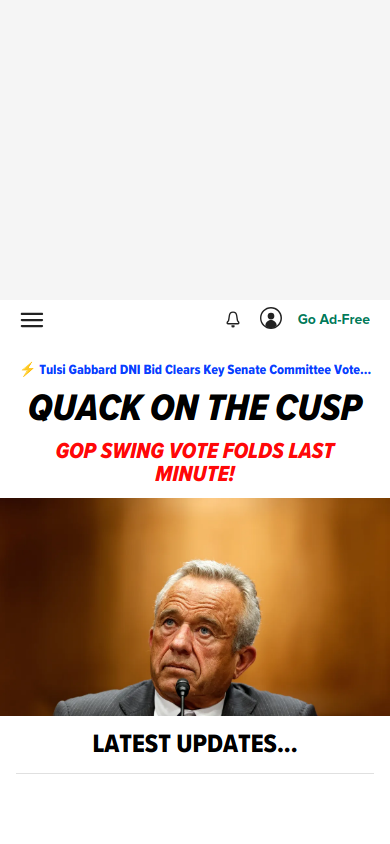 Go Ad-Free
⚡ Tulsi Gabbard DNI Bid Clears Key Senate Committee Vote...
QUACK ON THE CUSP
GOP SWING VOTE FOLDS LAST
MINUTE!
LATEST UPDATES...